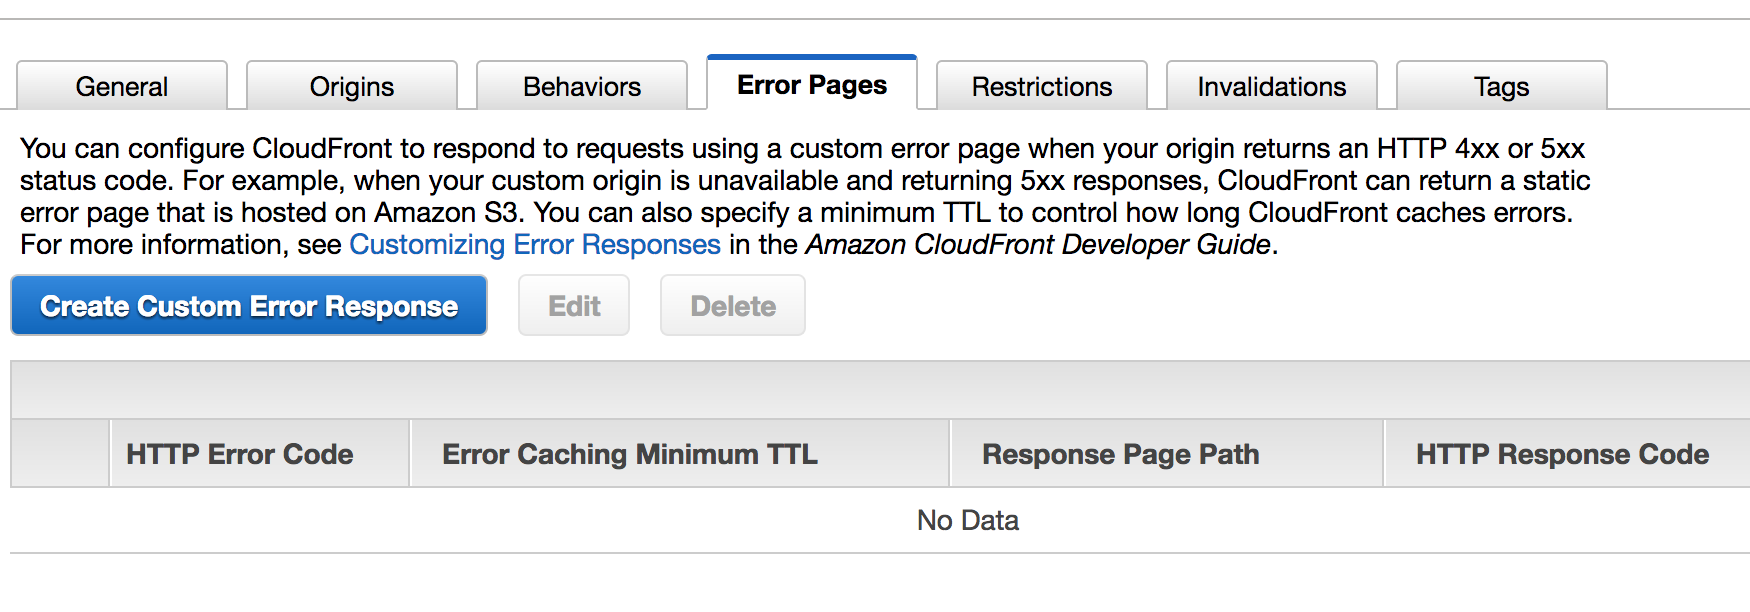 General Origins Behaviors Error Pages Restrictions Invalidations Tags
You can configure CloudFront to respond to requests using a custom error page when your origin returns an HTTP 4xx or 5xx
status code. For example, when your custom origin is unavailable and returning 5xx responses, CloudFront can return a static
error page that is hosted on Amazon S3. You can also specify a minimum TTL to control how long CloudFront caches errors.
For more information, see Customizing Error Responses in the Amazon CloudFront Developer Guide.
Create Custom Error Response Edit Delete
HTTP Error Code Error Caching Minimum TTL Response Page Path HTTP Response Code
No Data